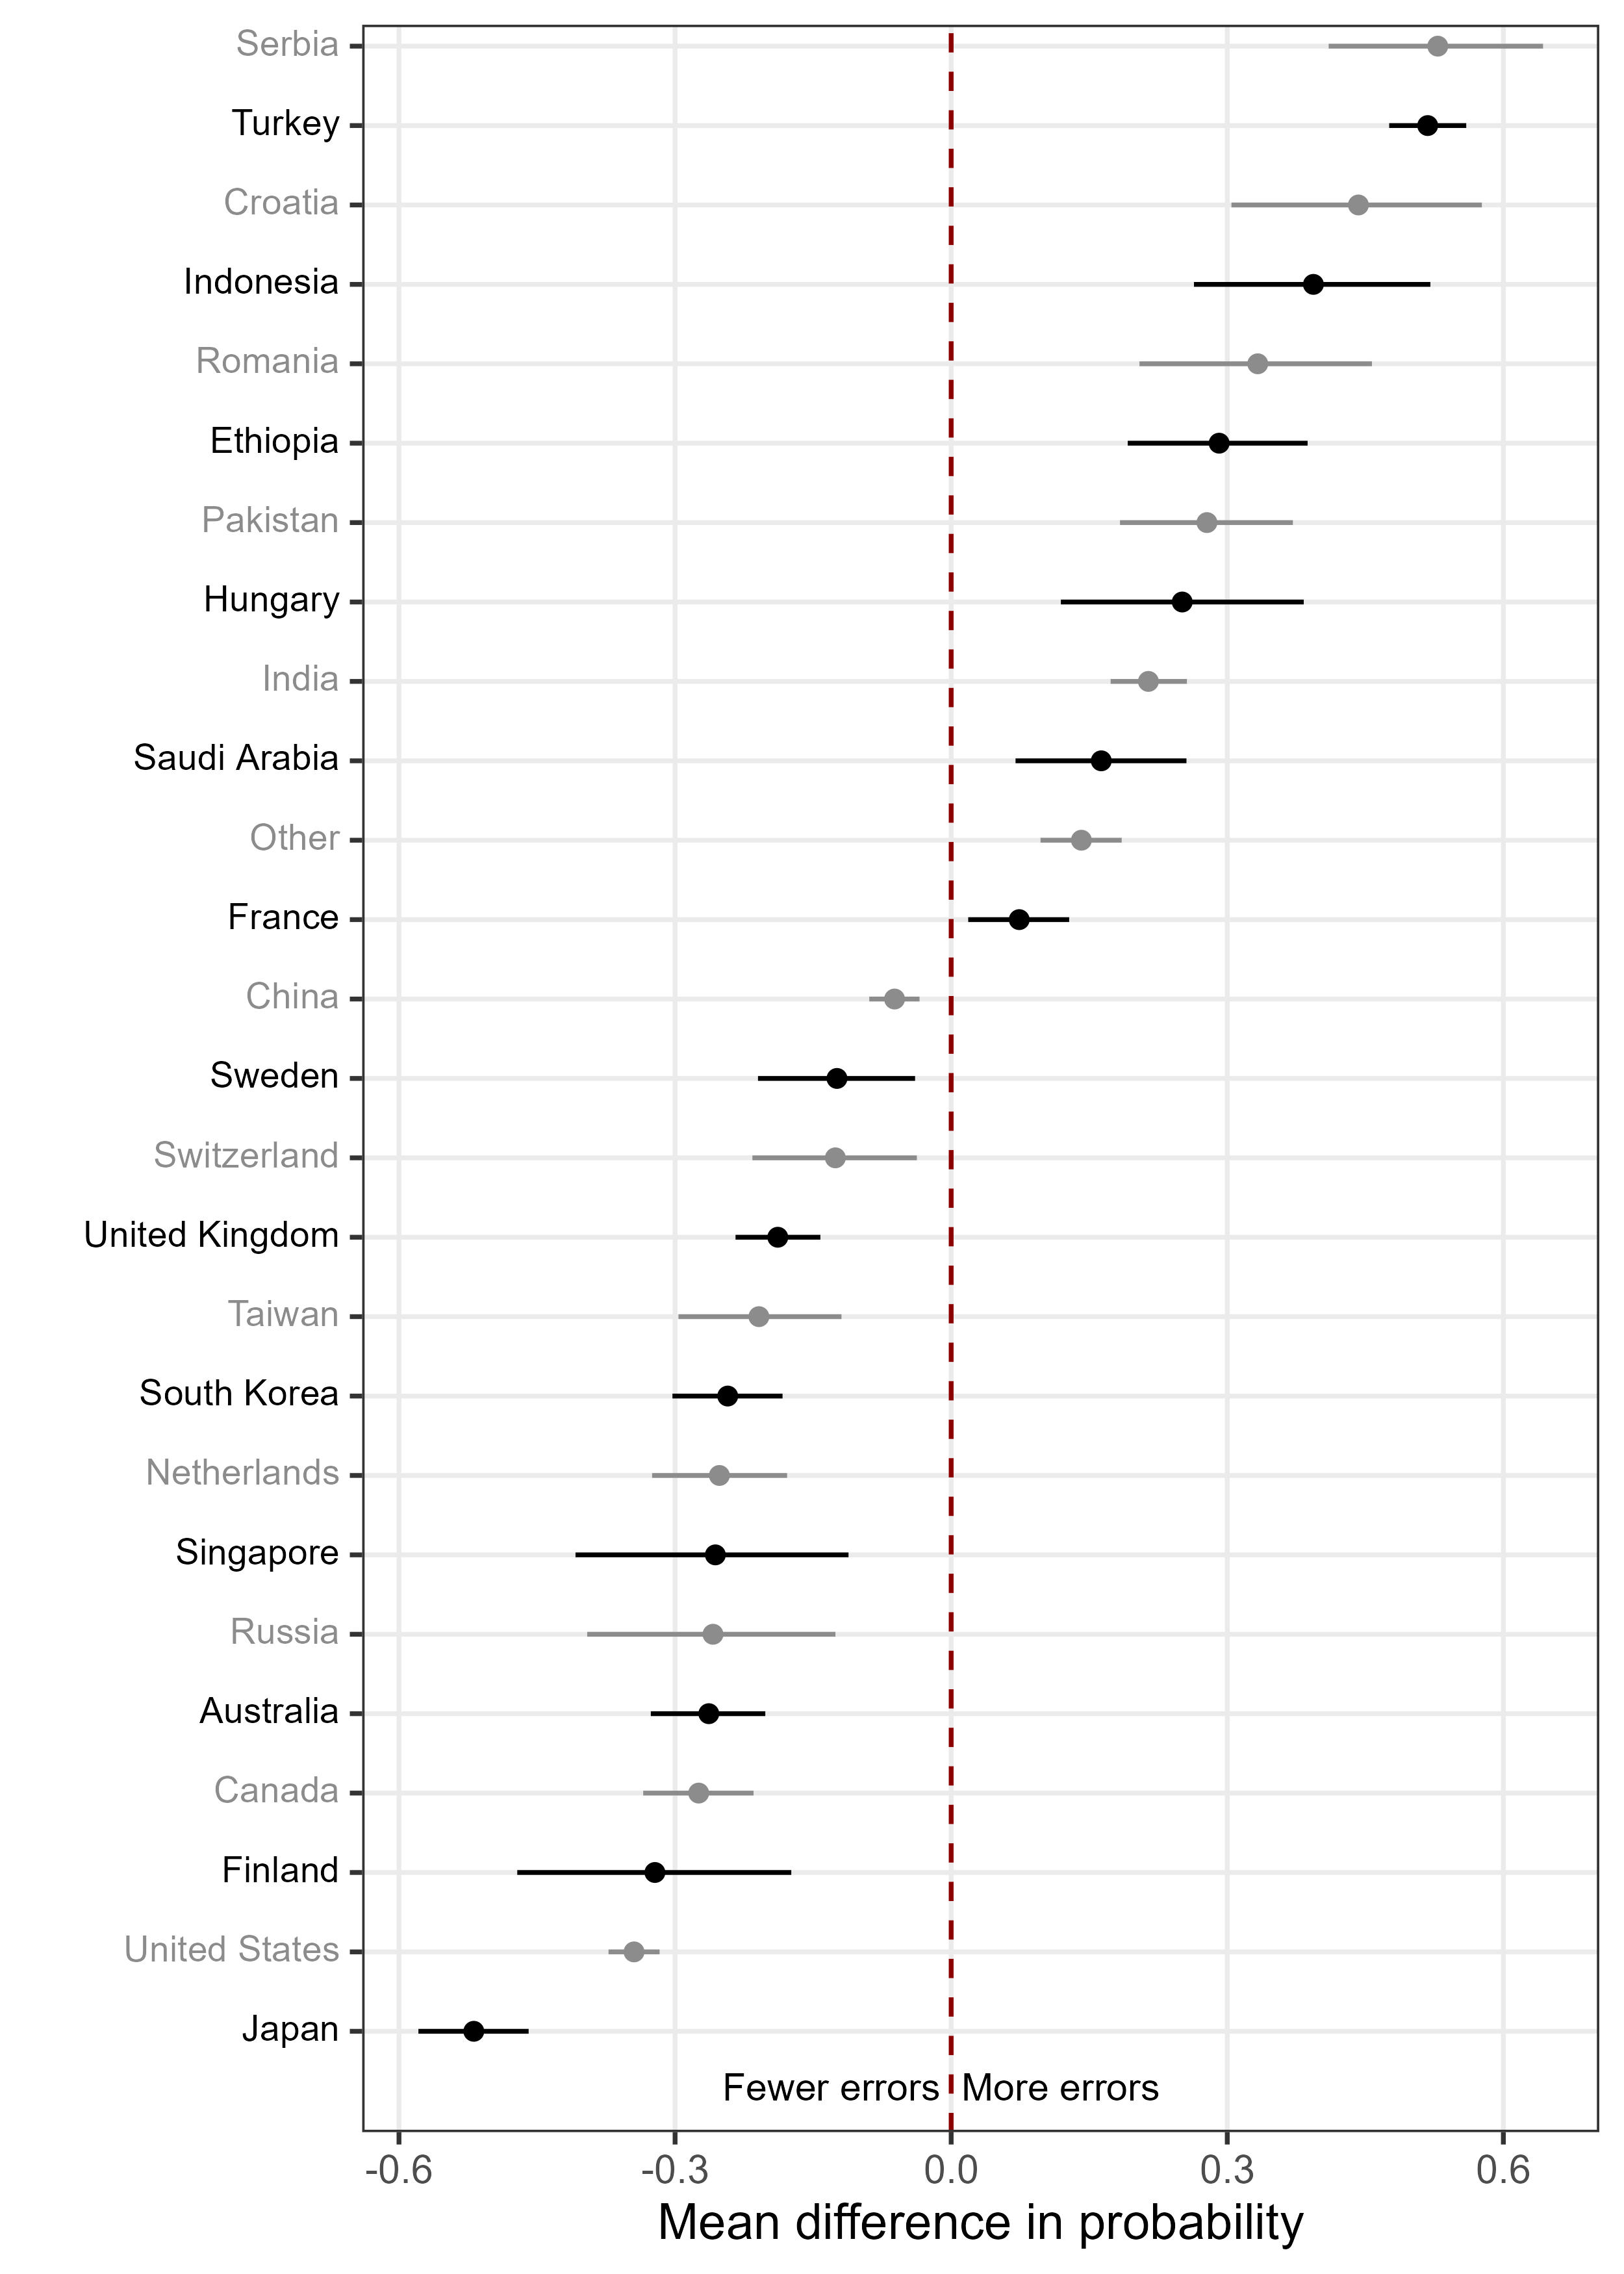 Serbia
Turkey
Croatia
Indonesia
Romania
Ethiopia
Pakistan
Hungary
India
Saudi Arabia
Other
France
China
Sweden
Switzerland
United Kingdom
Taiwan
South Korea
Netherlands
Singapore
Russia
Australia
Canada
Finland
United States
Japan
Fewer errors More errors
-0.6 -0.3 0.0 0.3 0.6
Mean difference in probability